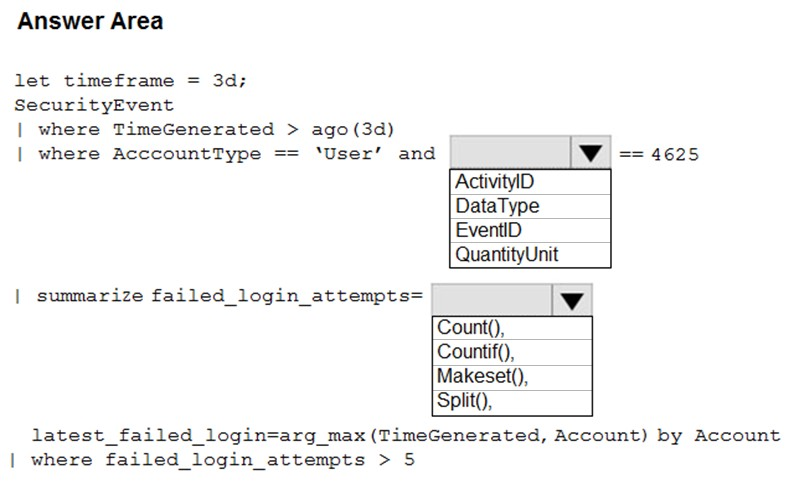 Answer Area
let timeframe = 3d;
SecurityEvent
| where TimeGenerated > ago(3d)
| where AcccountType == ‘User’ and == 4625
ActivityID
DataType
EventID
QuantityUnit
| summarize failed_login_attempts=
Count(),
Countif(),
Makeset(),
Split(),
latest_failed_login=arg_max(TimeGenerated,Account) by Account
| where failed_login_attempts > 5